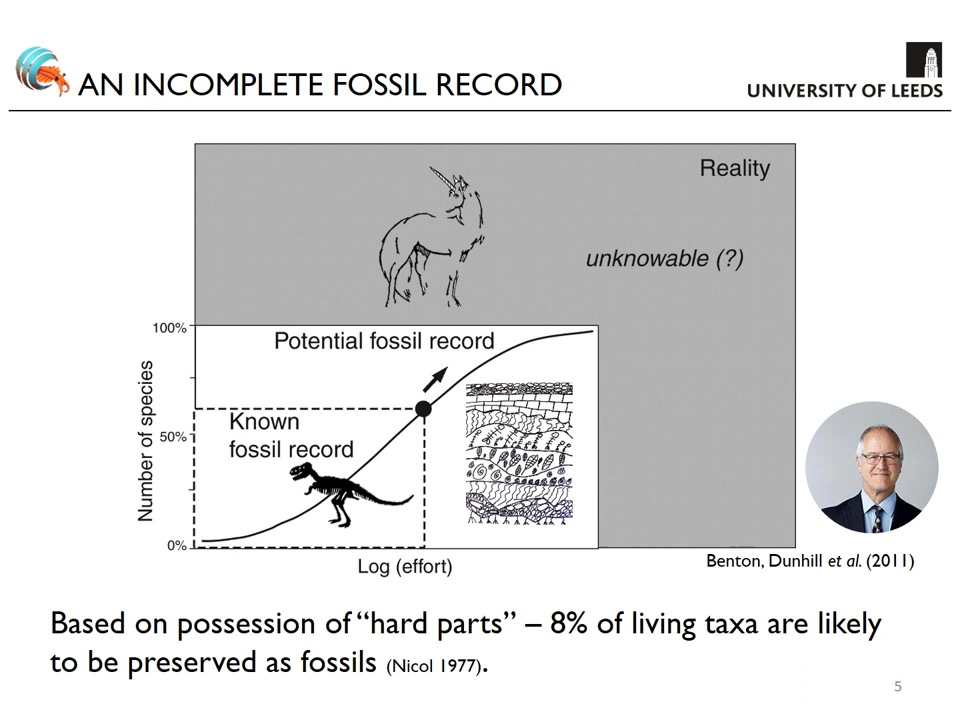 AN INCOMPLETE FOSSIL RECORD
UNIVERSITY OF LEEDS
Reality
unknowable (?)
100%
Potential fossil record
Number of species
Known
50%
fossil record
0%
Log (effort)
Benton, Dunhill et al. (2011)
Based on possession of “hard parts” – 8% of living taxa are likely
to be preserved as fossils (Nicol 1977).
5